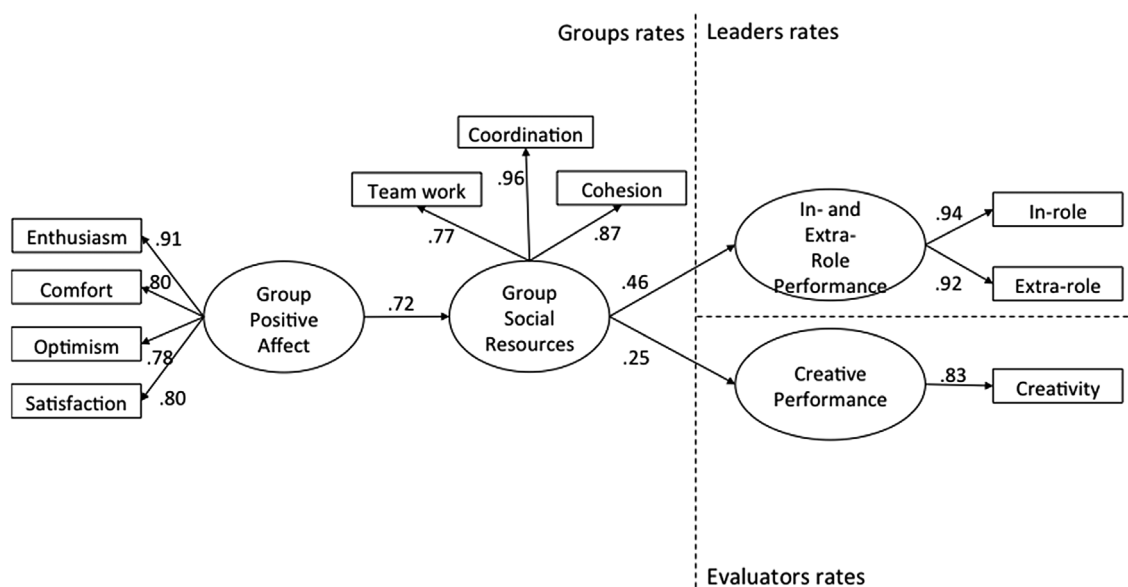 Groups rates
Leaders rates
Coordination
.96
Team work
Cohesion
.77
.87
Enthusiasm
.91
Comfort
.80
Optimism
.78
Satisfaction
.80
Group
Positive
Affect
.72
Group
Social
Resources
.46
.25
In- and
Extra-
Role
Performance
.94
In-role
.92
Extra-role
Creative
Performance
.83
Creativity
Evaluators rates